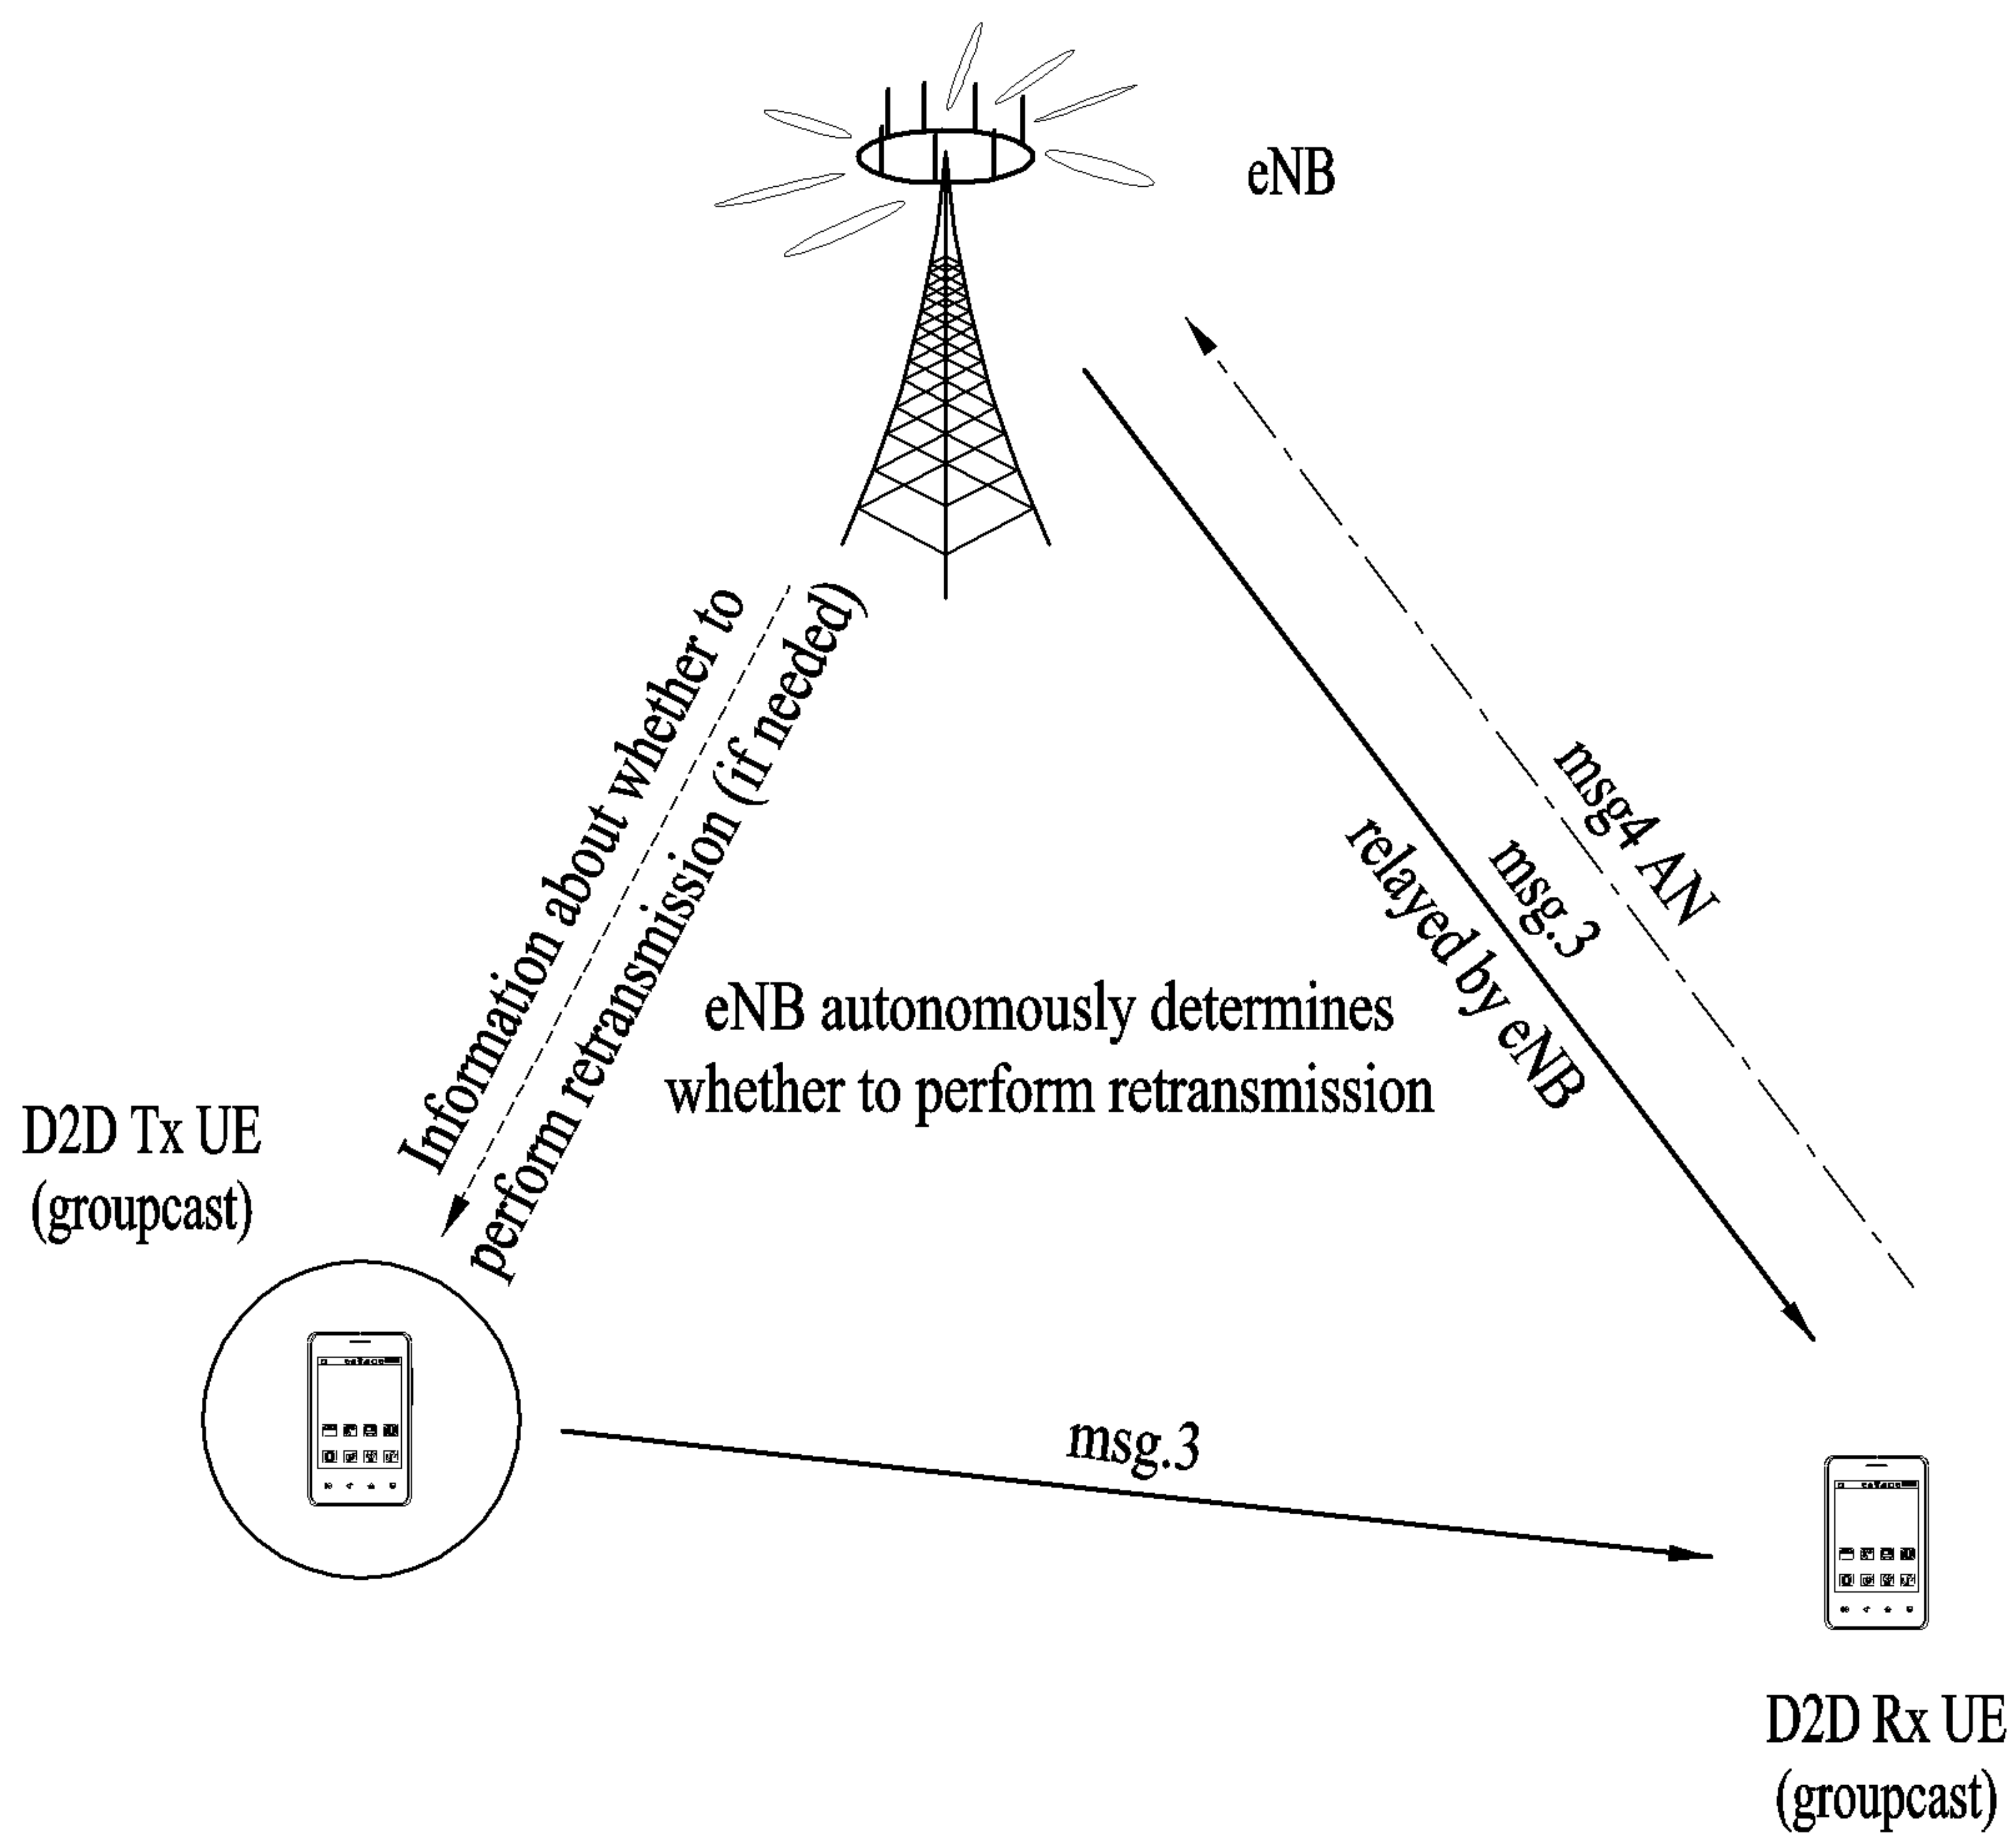 eNB
Information about whether to
perform retransmission (if needed)
msg4 AN
msg.3
relayed by eNB
eNB autonomously determines
whether to perform retransmission
D2D Tx UE
(groupcast)
msg.3
D2D Rx UE
(groupcast)